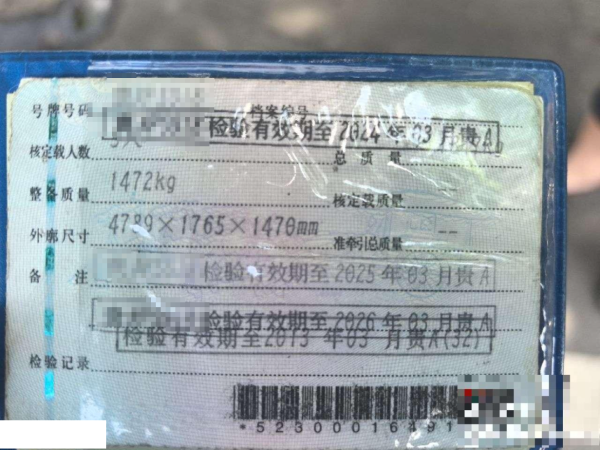 号牌号码 档案编号
检验有效期至2024年03月贵A
核定载人数 5人 总质量
整备质量 1472kg 核定载质量 --
外廓尺寸 4789×1765×1470mm 准牵引总质量 --
备注 检验有效期至2025年03月贵A
检验有效期至2026年03月贵A
检验有效期至2013年03月贵A(32)
检验记录
*52300016491